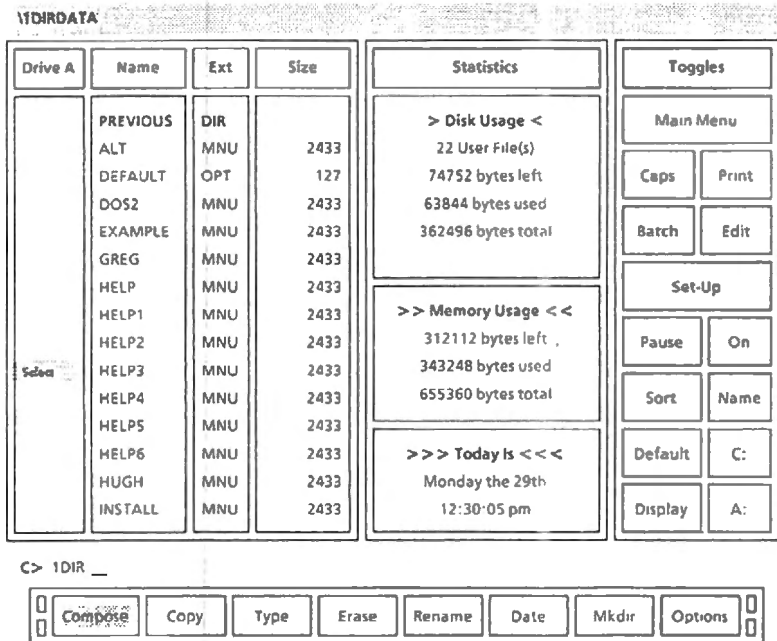 \1DIRDATA
Drive A Name Ext Size
PREVIOUS DIR
ALT MNU 2433
DEFAULT OPT 127
DOS2 MNU 2433
EXAMPLE MNU 2433
GREG MNU 2433
HELP MNU 2433
HELP1 MNU 2433
HELP2 MNU 2433
Select HELP3 MNU 2433
HELP4 MNU 2433
HELP5 MNU 2433
HELP6 MNU 2433
HUGH MNU 2433
INSTALL MNU 2433
Statistics
> Disk Usage <
22 User File(s)
74752 bytes left
63844 bytes used
362496 bytes total
>> Memory Usage <<
312112 bytes left
343248 bytes used
655360 bytes total
>>> Today Is <<<
Monday the 29th
12:30:05 pm
Toggles
Main Menu
Caps Print
Batch Edit
Set-Up
Pause On
Sort Name
Default C:
Display A:
C> 1DIR _
Compose Copy Type Erase Rename Date Mkdir Options